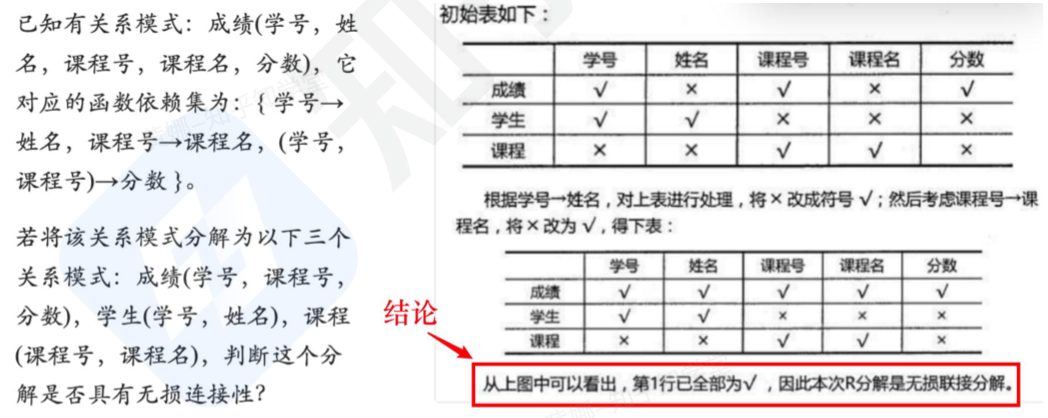 已知有关系模式：成绩(学号，姓
名，课程号，课程名，分数)，它
对应的函数依赖集为：{ 学号→
姓名，课程号→课程名，(学号，
课程号)→分数 }。
若将该关系模式分解为以下三个
关系模式：成绩(学号，课程号，
分数)，学生(学号，姓名)，课程
(课程号，课程名)，判断这个分
解是否具有无损连接性？
初始表如下：
学号 姓名 课程号 课程名 分数
成绩 √ × √ × √
学生 √ √ × × ×
课程 × × √ √ ×
根据学号→姓名，对上表进行处理，将×改成符号√；然后考虑课程号→课
程名，将×改为√，得下表：
学号 姓名 课程号 课程名 分数
成绩 √ √ √ √ √
学生 √ √ × × ×
课程 × × √ √ ×
结论
从上图中可以看出，第1行已全部为√，因此本次R分解是无损联接分解。